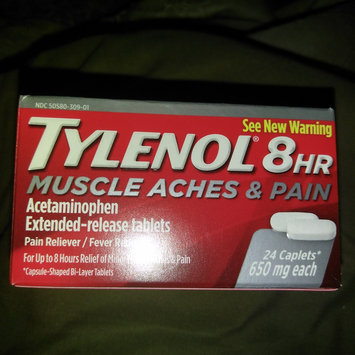 NDC 50580-309-01
See New Warning
TYLENOL® 8HR
MUSCLE ACHES & PAIN
Acetaminophen
Extended-release tablets
Pain Reliever / Fever
For Up to 8 Hours Relief of & Pain
*Capsule-Shaped Bi-Layer Tablets
24 Caplets*
650 mg each